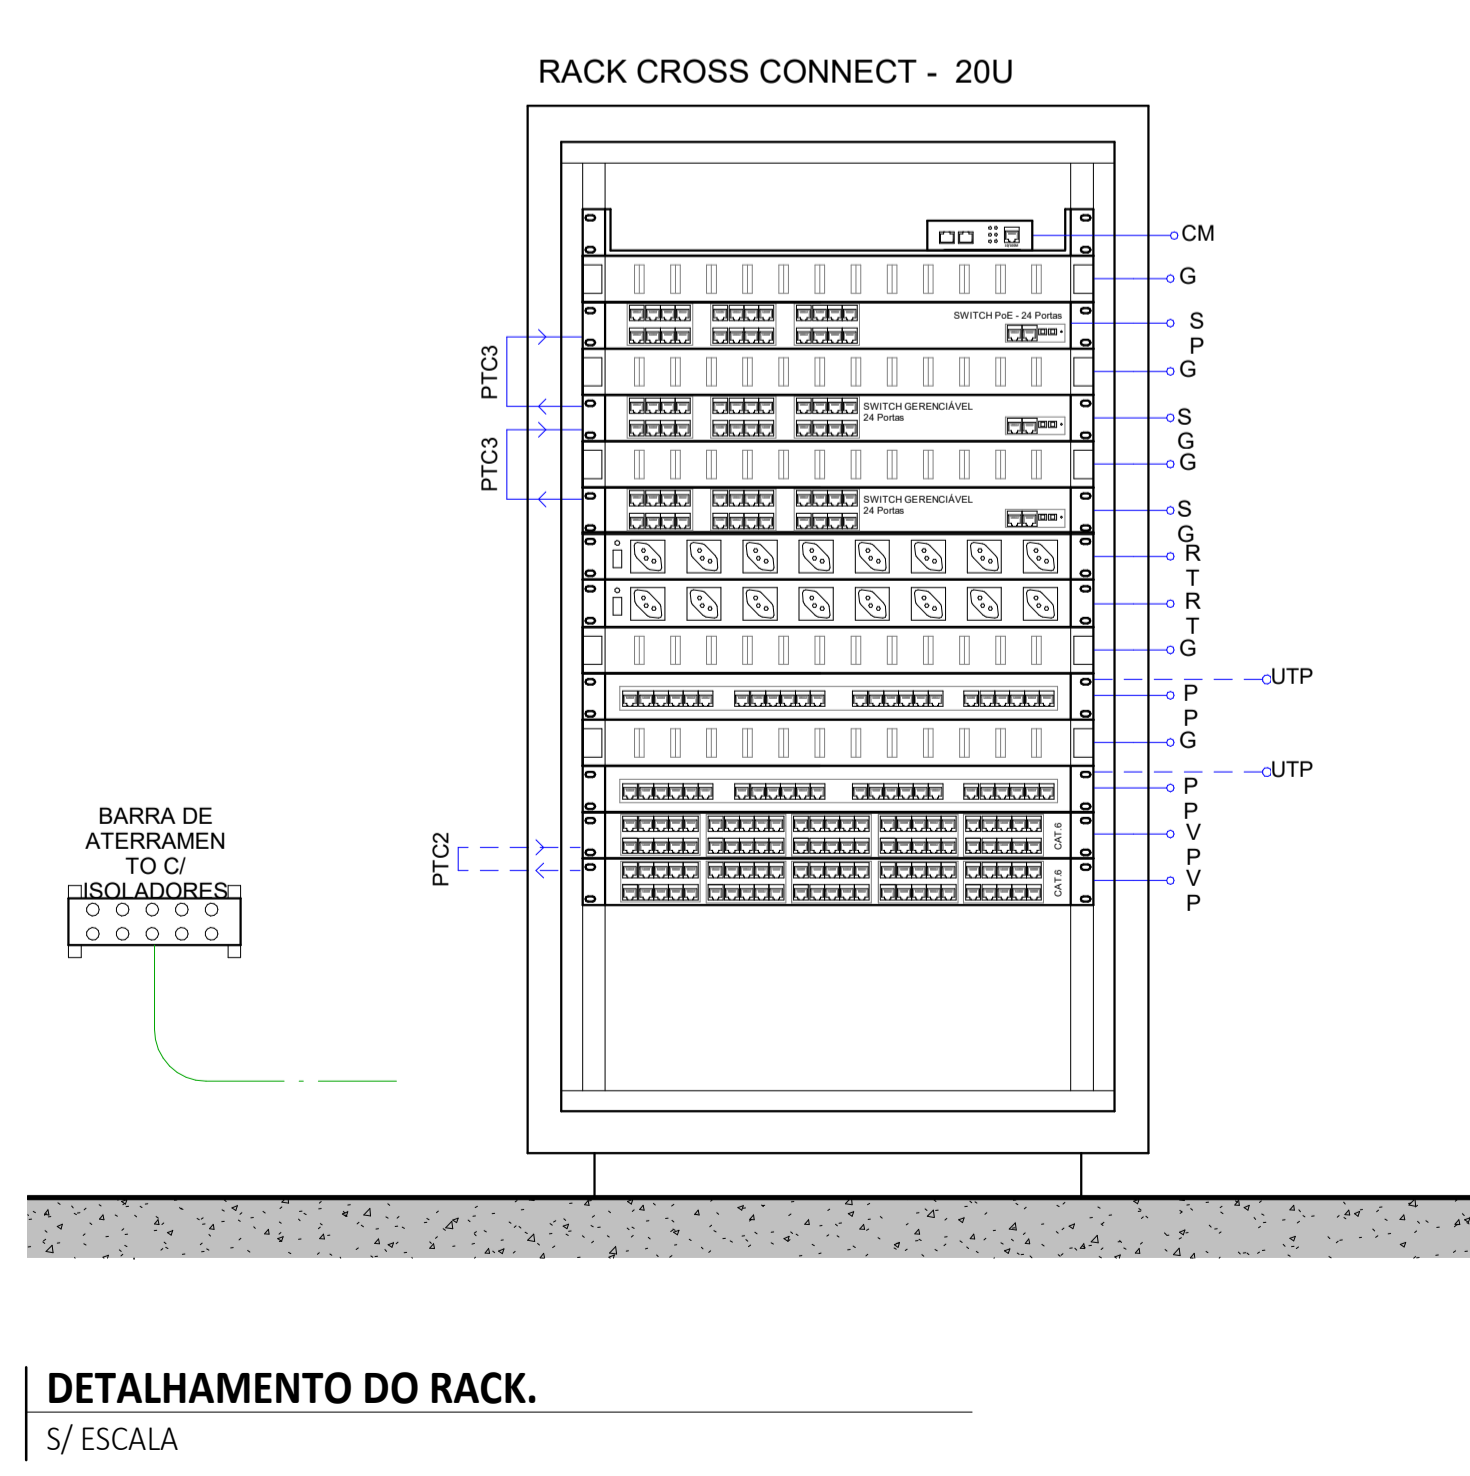 RACK CROSS CONNECT - 20U
CM
G
SWITCH PoE - 24 Portas
S
P
PTC3
G
SWITCH GERENCIÁVEL
24 Portas
S
G
PTC3
G
SWITCH GERENCIÁVEL
24 Portas
S
G
R
T
R
T
G
UTP
P
P
G
UTP
P
P
CAT.6
V
P
PTC2
CAT.6
V
P
BARRA DE
ATERRAMEN
TO C/
ISOLADORES
DETALHAMENTO DO RACK.
S/ ESCALA